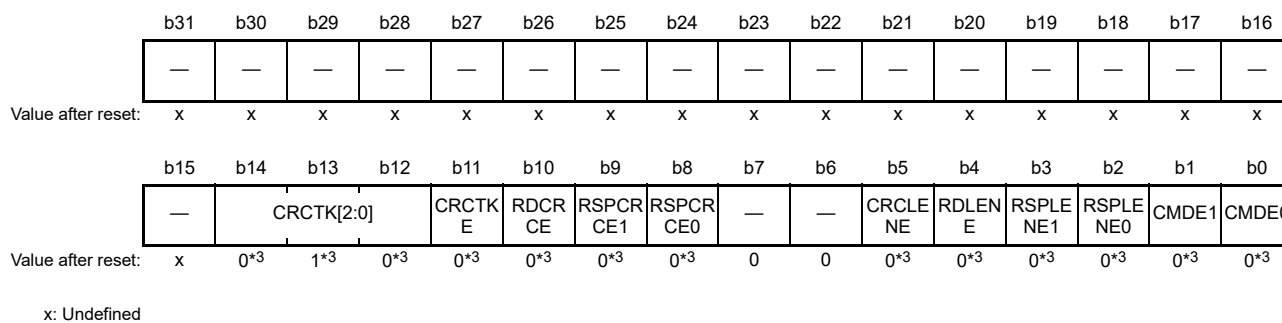 b31 b30 b29 b28 b27 b26 b25 b24 b23 b22 b21 b20 b19 b18 b17 b16
— — — — — — — — — — — — — — — —
Value after reset: x x x x x x x x x x x x x x x x
b15 b14 b13 b12 b11 b10 b9 b8 b7 b6 b5 b4 b3 b2 b1 b0
— CRCTK[2:0] CRCTK RDCR RSPCR RSPCR — — CRCLE RDLEN RSPLE RSPLE CMDE1 CMDE0
E CE CE1 CE0 NE E NE1 NE0
Value after reset: x 0*3 1*3 0*3 0*3 0*3 0*3 0*3 0 0 0*3 0*3 0*3 0*3 0*3 0*3
x: Undefined